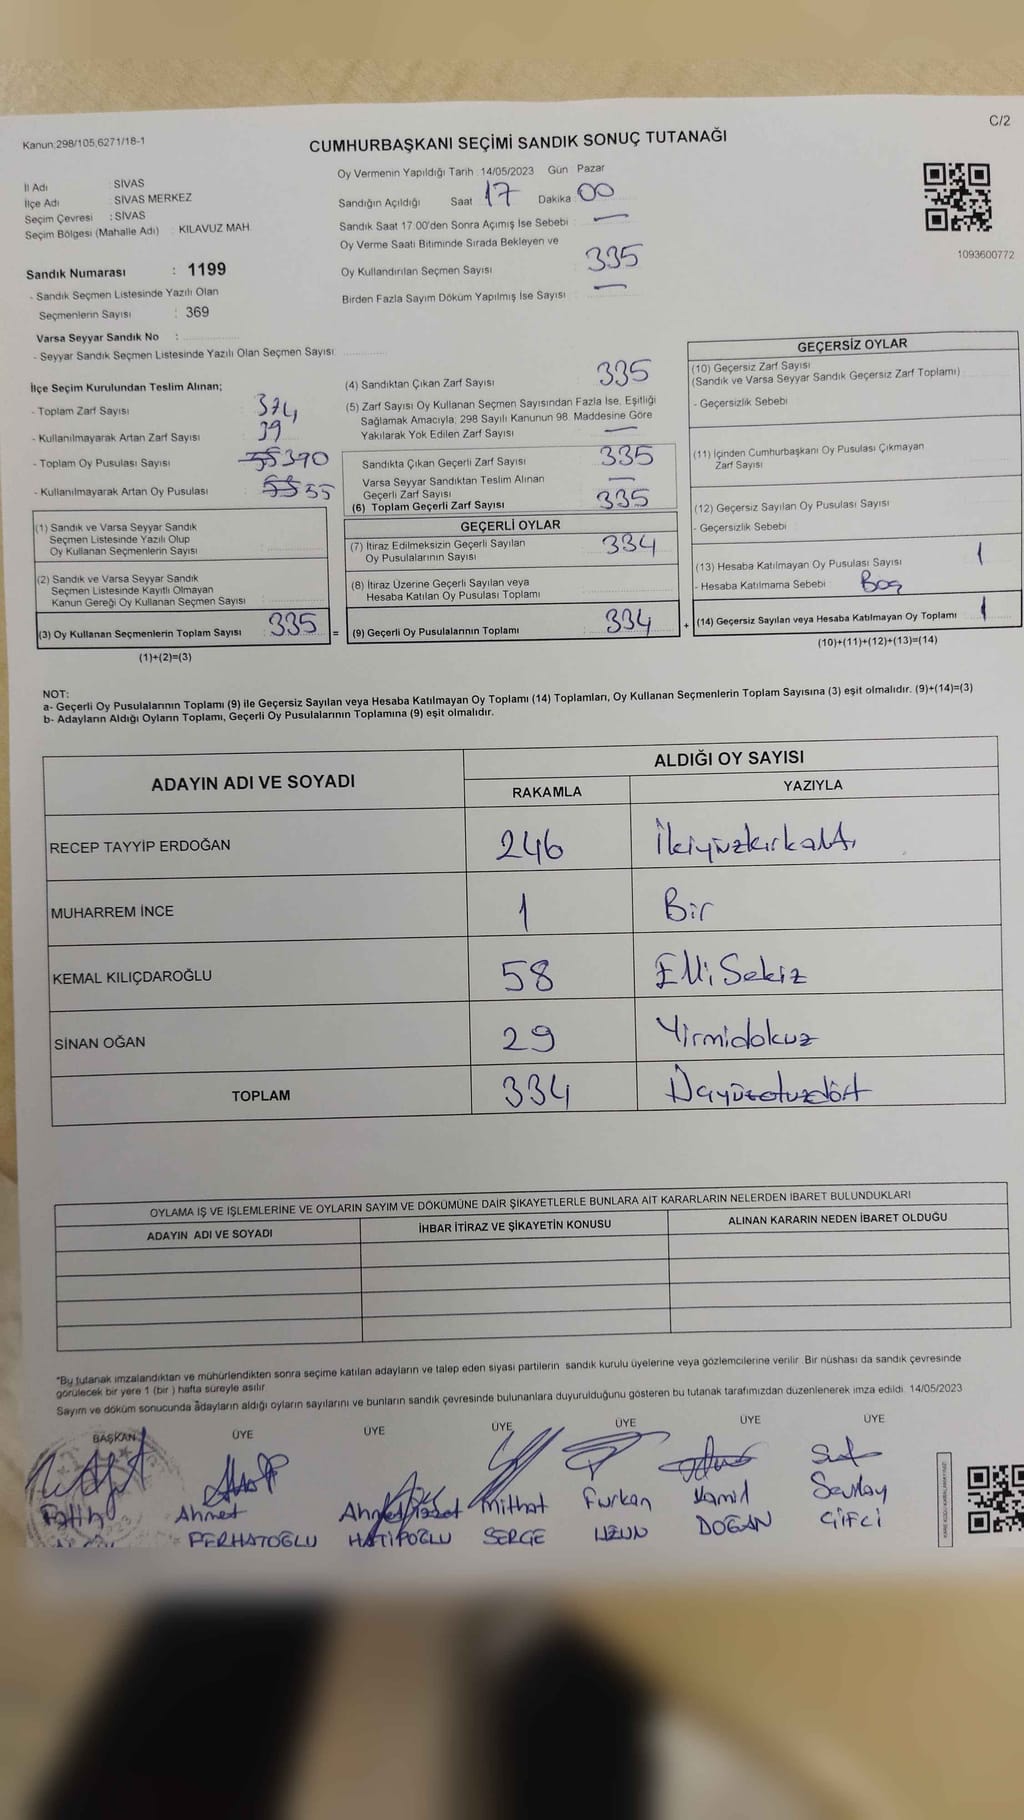 Kanun:298/105,6271/18-1
C/2
CUMHURBAŞKANI SEÇİMİ SANDIK SONUÇ TUTANAĞI
İl Adı : SİVAS
İlçe Adı : SİVAS MERKEZ
Seçim Çevresi : SİVAS
Seçim Bölgesi (Mahalle Adı) : KILAVUZ MAH.
Sandık Numarası : 1199
- Sandık Seçmen Listesinde Yazılı Olan
Seçmenlerin Sayısı : 369
Varsa Seyyar Sandık No :
- Seyyar Sandık Seçmen Listesinde Yazılı Olan Seçmen Sayısı:
Oy Vermenin Yapıldığı Tarih : 14/05/2023 Gün Pazar
Sandığın Açıldığı Saat 17 Dakika 00
Sandık Saat 17:00'den Sonra Açımış İse Sebebi : —
Oy Verme Saati Bitiminde Sırada Bekleyen ve
Oy Kullandırılan Seçmen Sayısı 335
Birden Fazla Sayım Döküm Yapılmış İse Sayısı : —
1093600772
İlçe Seçim Kurulundan Teslim Alınan;
- Toplam Zarf Sayısı : 374
- Kullanılmayarak Artan Zarf Sayısı : 39
- Toplam Oy Pusulası Sayısı 390
- Kullanılmayarak Artan Oy Pusulası : 55
(1) Sandık ve Varsa Seyyar Sandık
Seçmen Listesinde Yazılı Olup
Oy Kullanan Seçmenlerin Sayısı :
(2) Sandık ve Varsa Seyyar Sandık
Seçmen Listesinde Kayıtlı Olmayan
Kanun Gereği Oy Kullanan Seçmen Sayısı :
(3) Oy Kullanan Seçmenlerin Toplam Sayısı : 335 =
(1)+(2)=(3)
(4) Sandıktan Çıkan Zarf Sayısı : 335
(5) Zarf Sayısı Oy Kullanan Seçmen Sayısından Fazla İse, Eşitliği
Sağlamak Amacıyla, 298 Sayılı Kanunun 98. Maddesine Göre
Yakılarak Yok Edilen Zarf Sayısı : —
Sandıkta Çıkan Geçerli Zarf Sayısı : 335
Varsa Seyyar Sandıktan Teslim Alınan
Geçerli Zarf Sayısı : —
(6) Toplam Geçerli Zarf Sayısı : 335
GEÇERLİ OYLAR
(7) İtiraz Edilmeksizin Geçerli Sayılan
Oy Pusulalarının Sayısı : 334
(8) İtiraz Üzerine Geçerli Sayılan veya
Hesaba Katılan Oy Pusulası Toplamı :
(9) Geçerli Oy Pusulalarının Toplamı : 334 +
GEÇERSİZ OYLAR
(10) Geçersiz Zarf Sayısı
(Sandık ve Varsa Seyyar Sandık Geçersiz Zarf Toplamı)
- Geçersizlik Sebebi
(11) İçinden Cumhurbaşkanı Oy Pusulası Çıkmayan
Zarf Sayısı
(12) Geçersiz Sayılan Oy Pusulası Sayısı
- Geçersizlik Sebebi
(13) Hesaba Katılmayan Oy Pusulası Sayısı 1
- Hesaba Katılmama Sebebi Boş
(14) Geçersiz Sayılan veya Hesaba Katılmayan Oy Toplamı : 1
(10)+(11)+(12)+(13)=(14)
NOT:
a- Geçerli Oy Pusulalarının Toplamı (9) ile Geçersiz Sayılan veya Hesaba Katılmayan Oy Toplamı (14) Toplamları, Oy Kullanan Seçmenlerin Toplam Sayısına (3) eşit olmalıdır. (9)+(14)=(3)
b- Adayların Aldığı Oyların Toplamı, Geçerli Oy Pusulalarının Toplamına (9) eşit olmalıdır.
ADAYIN ADI VE SOYADI
ALDIĞI OY SAYISI
RAKAMLA YAZIYLA
RECEP TAYYİP ERDOĞAN 246 İkiyüzkırkaltı
MUHARREM İNCE 1 Bir
KEMAL KILIÇDAROĞLU 58 Elli Sekiz
SİNAN OĞAN 29 Yirmidokuz
TOPLAM 334 Üçyüzotuzdört
OYLAMA İŞ VE İŞLEMLERİNE VE OYLARIN SAYIM VE DÖKÜMÜNE DAİR ŞİKAYETLERLE BUNLARA AİT KARARLARIN NELERDEN İBARET BULUNDUKLARI
ADAYIN ADI VE SOYADI İHBAR İTİRAZ VE ŞİKAYETİN KONUSU ALINAN KARARIN NEDEN İBARET OLDUĞU
*Bu tutanak imzalandıktan ve mühürlendikten sonra seçime katılan adayların ve talep eden siyasi partilerin sandık kurulu üyelerine veya gözlemcilerine verilir. Bir nüshası da sandık çevresinde
görülecek bir yere 1 (bir ) hafta süreyle asılır.
Sayım ve döküm sonucunda adayların aldığı oyların sayılarını ve bunların sandık çevresinde bulunanlara duyurulduğunu gösteren bu tutanak tarafımızdan düzenlenerek imza edildi. 14/05/2023
BAŞKAN ÜYE ÜYE ÜYE ÜYE ÜYE ÜYE
Fatih Ahmet Ahmet Mithat Furkan Kamil Sevilay
FERHATOĞLU HATİPOĞLU SERGE UZUN DOĞAN ÇİFCİ